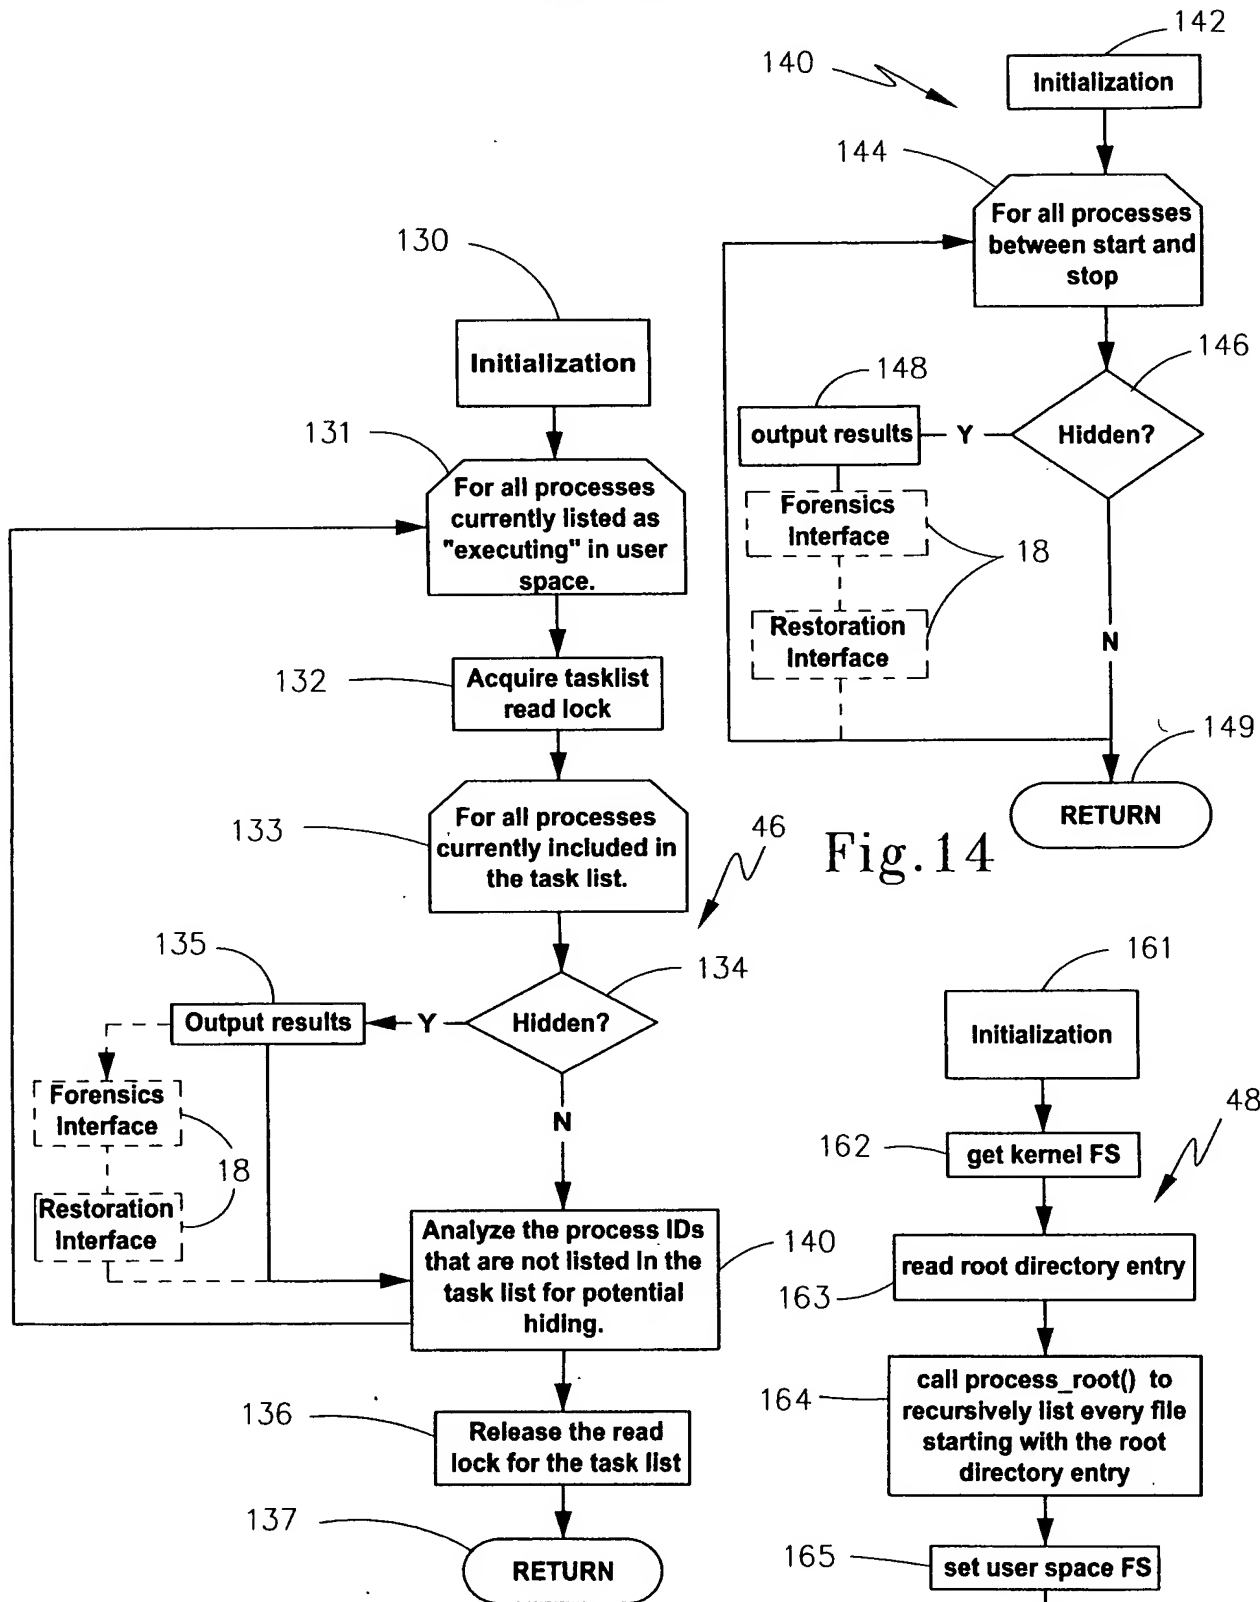 142
140
Initialization
144
For all processes
between start and
stop
146
148
output results
Y
Hidden?
Forensics
Interface
18
Restoration
Interface
N
149
RETURN
Fig.14
130
Initialization
131
For all processes
currently listed as
"executing" in user
space.
132
Acquire tasklist
read lock
133
For all processes
currently included in
the task list.
46
135
134
Output results
Y
Hidden?
Forensics
Interface
18
Restoration
Interface
N
Analyze the process IDs
that are not listed in the
task list for potential
hiding.
140
136
Release the read
lock for the task list
137
RETURN
161
Initialization
48
162
get kernel FS
read root directory entry
163
164
call process_root() to
recursively list every file
starting with the root
directory entry
165
set user space FS